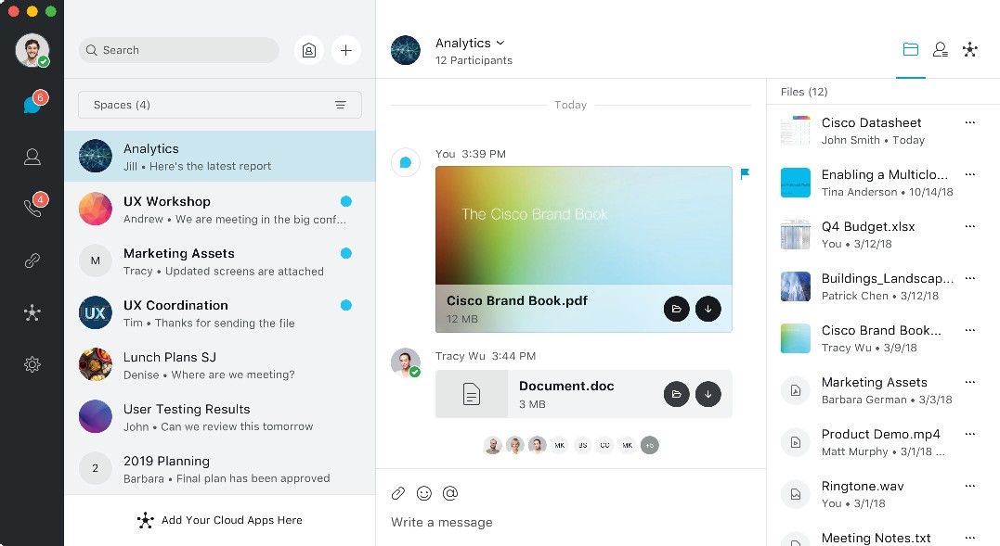 6
4
Search
Spaces (4)
Analytics
Jill • Here's the latest report
UX Workshop
Andrew • We are meeting in the big conf...
M
Marketing Assets
Tracy • Updated screens are attached
UX
UX Coordination
Tim • Thanks for sending the file
Lunch Plans SJ
Denise • Where are we meeting?
User Testing Results
John • Can we review this tomorrow
2
2019 Planning
Barbara • Final plan has been approved
Add Your Cloud Apps Here
Analytics
12 Participants
Today
You 3:39 PM
The Cisco Brand Book
Cisco Brand Book.pdf
12 MB
Tracy Wu 3:44 PM
Document.doc
3 MB
MK BS CC MK +5
Write a message
Files (12)
Cisco Datasheet
John Smith • Today
Enabling a Multiclo...
Tina Anderson • 10/14/18
Q4 Budget.xlsx
You • 3/12/18
Buildings_Landscap...
Patrick Chen • 3/12/18
Cisco Brand Book...
Tracy Wu • 3/9/18
Marketing Assets
Barbara German • 3/3/18
Product Demo.mp4
Matt Murphy • 3/1/18 ...
Ringtone.wav
You • 3/1/18
Meeting Notes.txt